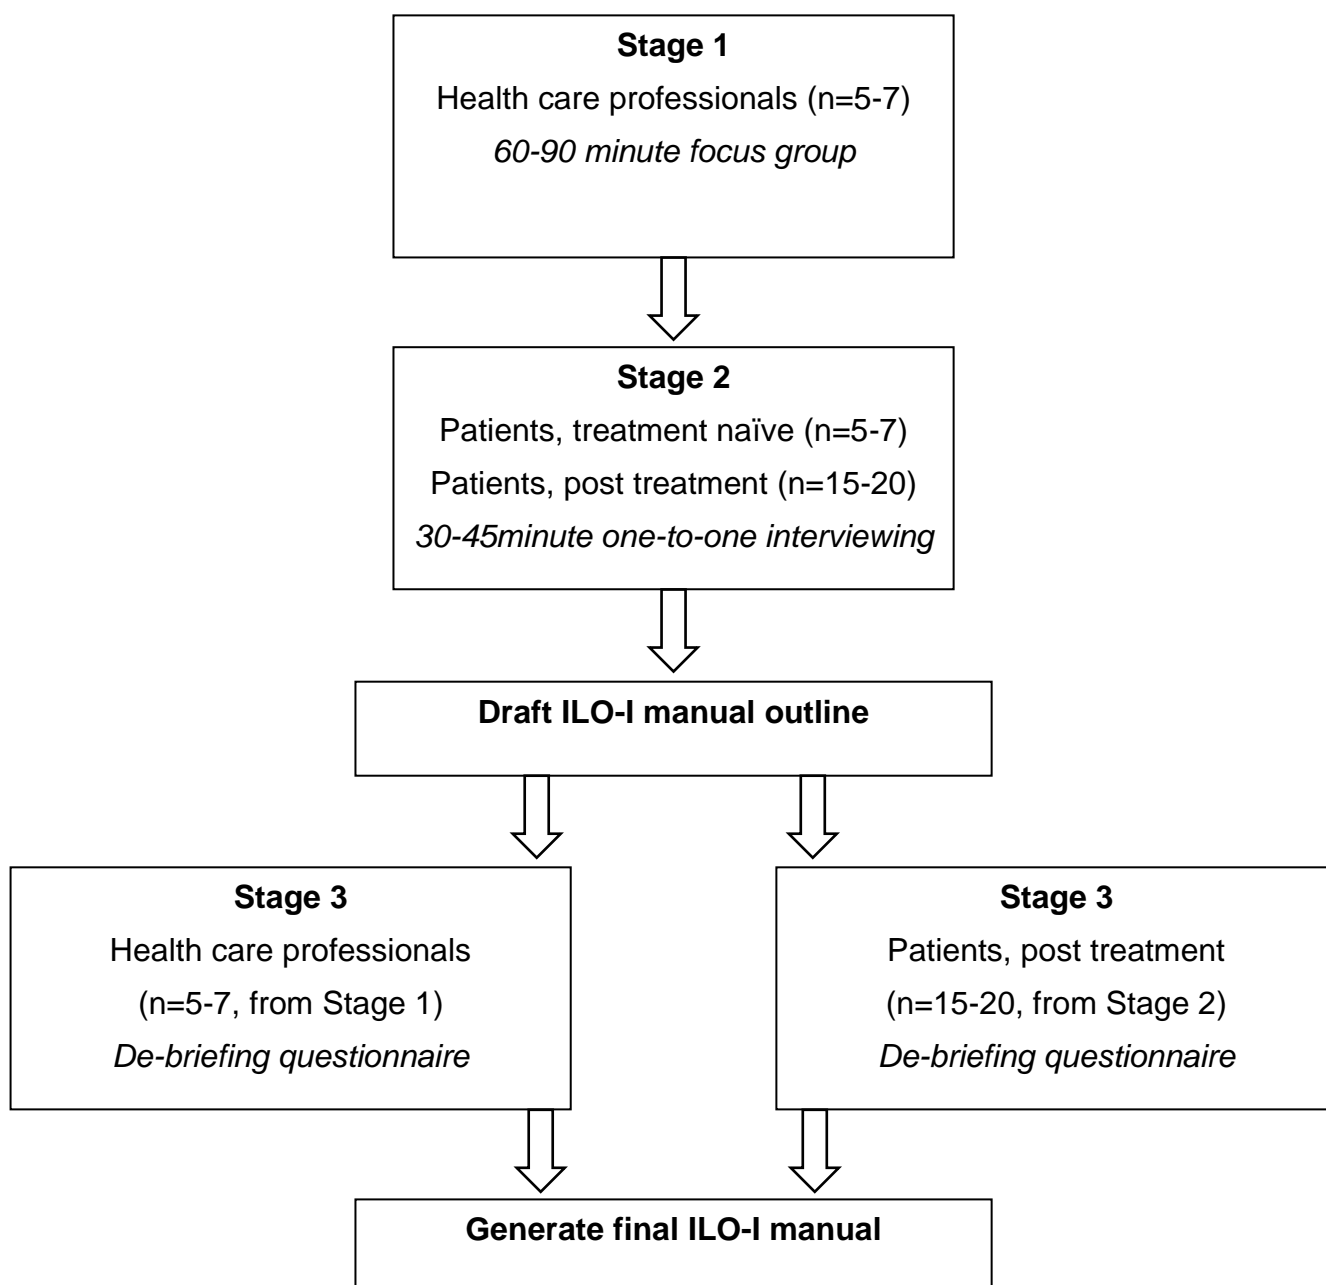 Stage 1
Health care professionals (n=5-7)
60-90 minute focus group
Stage 2
Patients, treatment naïve (n=5-7)
Patients, post treatment (n=15-20)
30-45minute one-to-one interviewing
Draft ILO-I manual outline
Stage 3
Health care professionals
(n=5-7, from Stage 1)
De-briefing questionnaire
Stage 3
Patients, post treatment
(n=15-20, from Stage 2)
De-briefing questionnaire
Generate final ILO-I manual